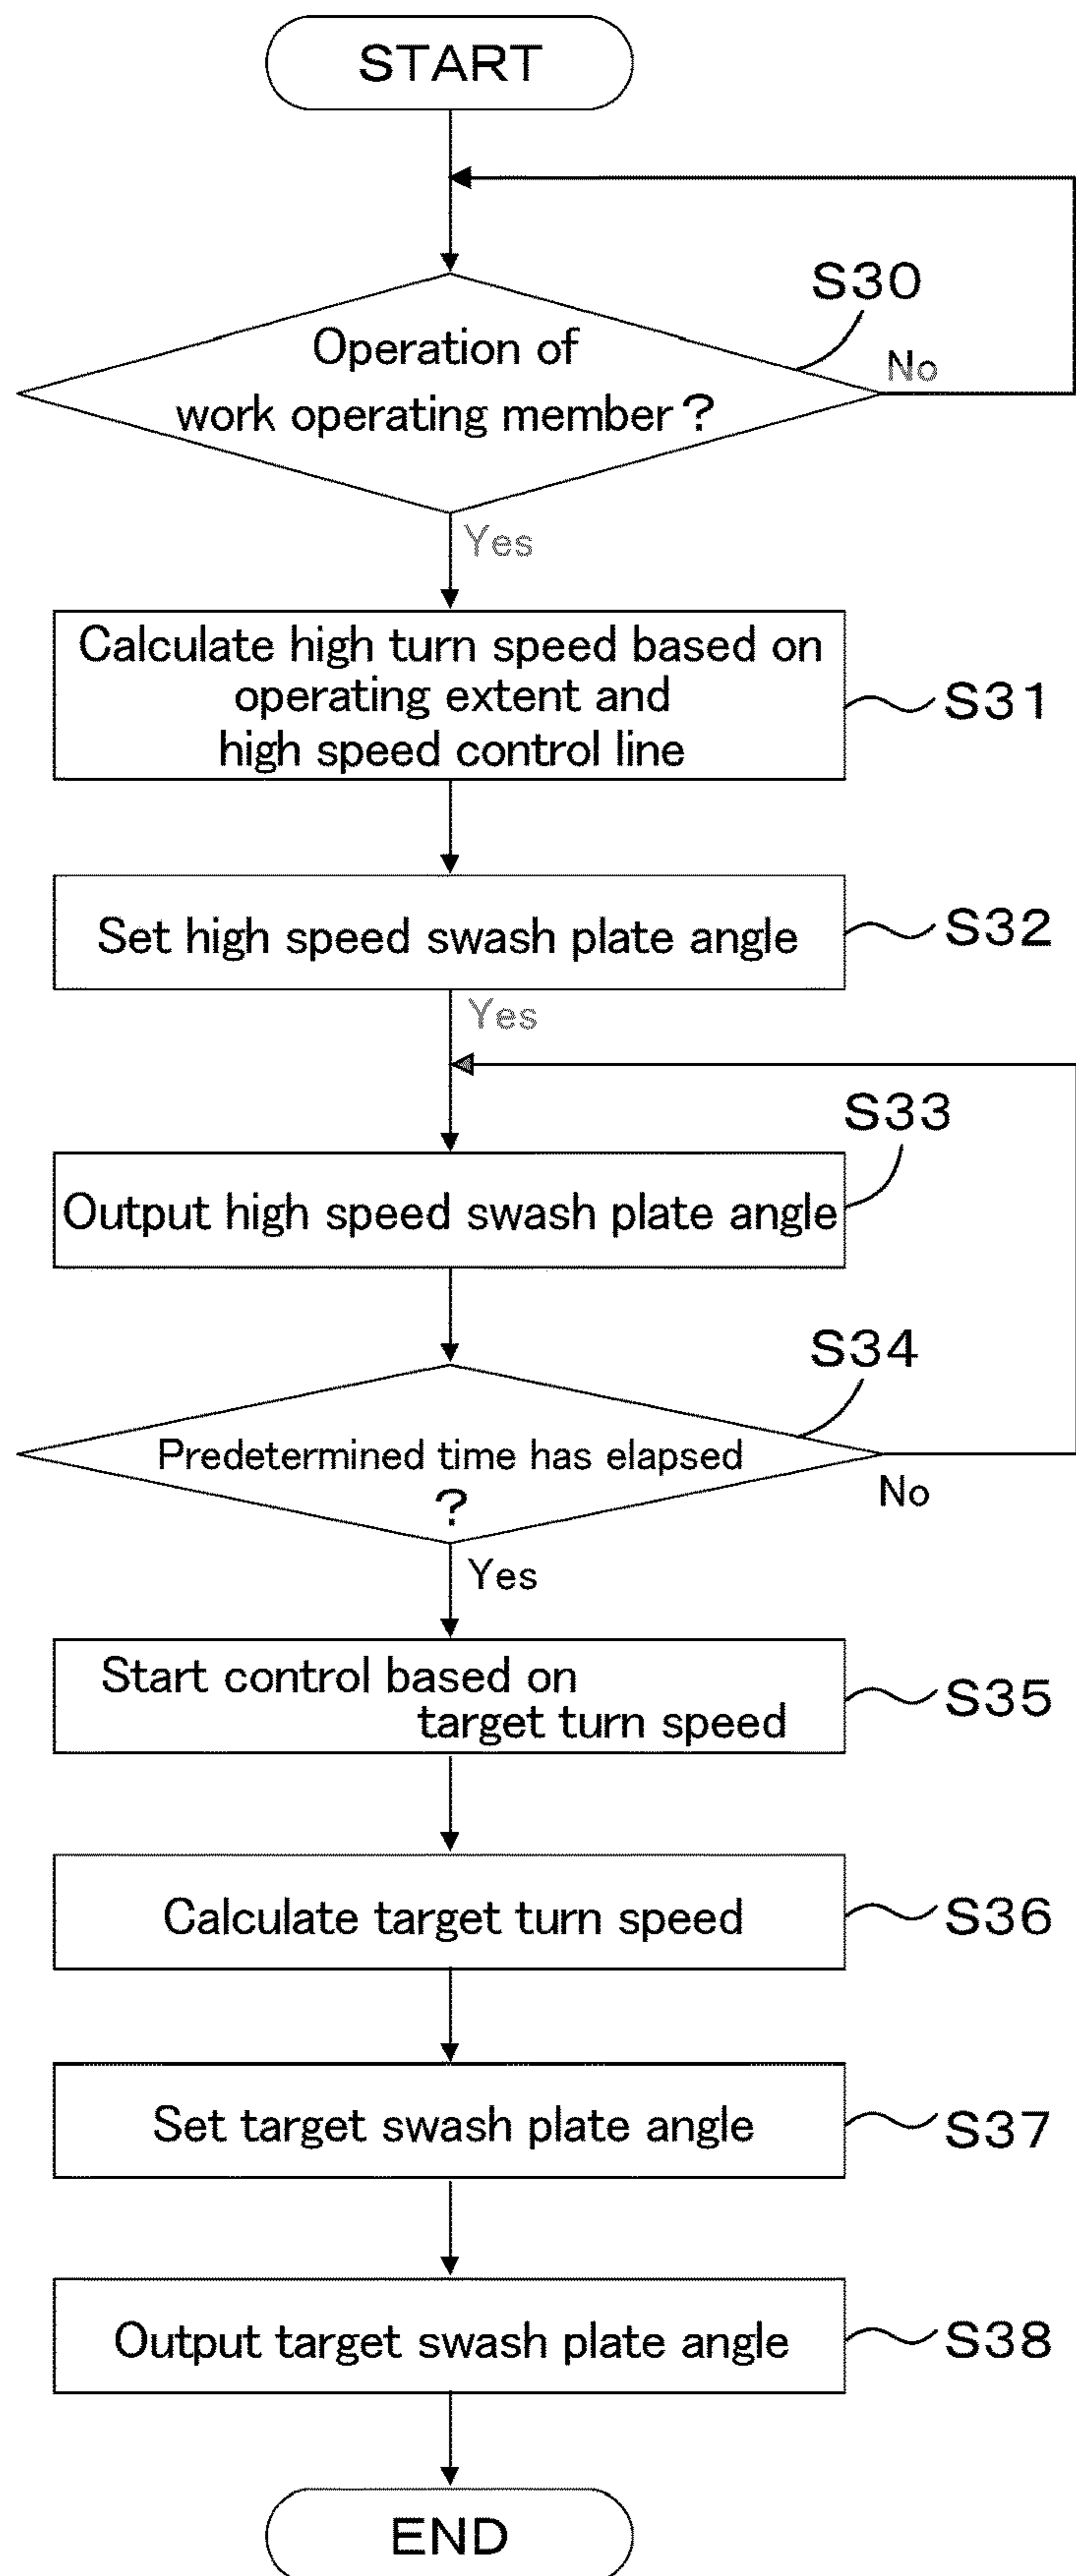 START
S30
Operation of
work operating member?
No
Yes
Calculate high turn speed based on
operating extent and
high speed control line
S31
Set high speed swash plate angle
S32
Yes
S33
Output high speed swash plate angle
S34
Predetermined time has elapsed
?
No
Yes
Start control based on
target turn speed
S35
Calculate target turn speed
S36
Set target swash plate angle
S37
Output target swash plate angle
S38
END